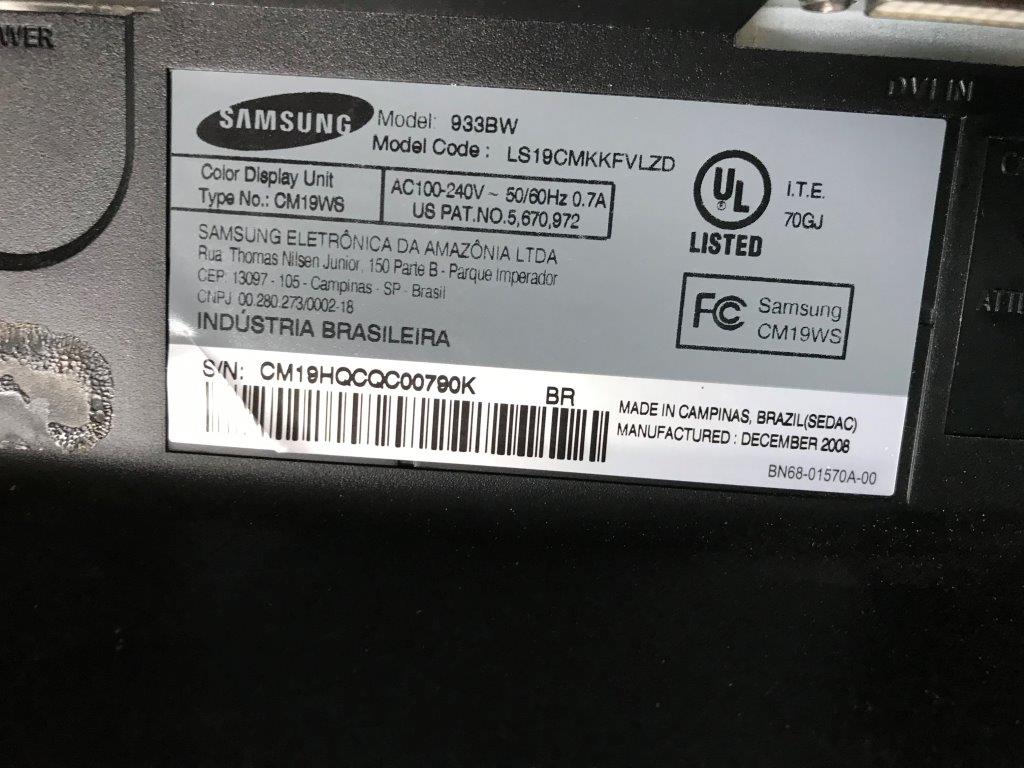 SAMSUNG
Model: 933BW
Model Code : LS19CMKKFVLZD
Color Display Unit
Type No.: CM19WS
AC100-240V ~ 50/60Hz 0.7A
US PAT.NO.5,670,972
SAMSUNG ELETRÔNICA DA AMAZÔNIA LTDA
Rua Thomas Nilsen Junior, 150 Parte B - Parque Imperador
CEP: 13097 - 105 - Campinas - SP - Brasil
CNPJ 00.280.273/0002-18
INDÚSTRIA BRASILEIRA
UL
LISTED
I.T.E.
70GJ
FC Samsung
CM19WS
S/N: CM19HQCQC00790K
BR
MADE IN CAMPINAS, BRAZIL(SEDAC)
MANUFACTURED : DECEMBER 2008
BN68-01570A-00
DVI IN